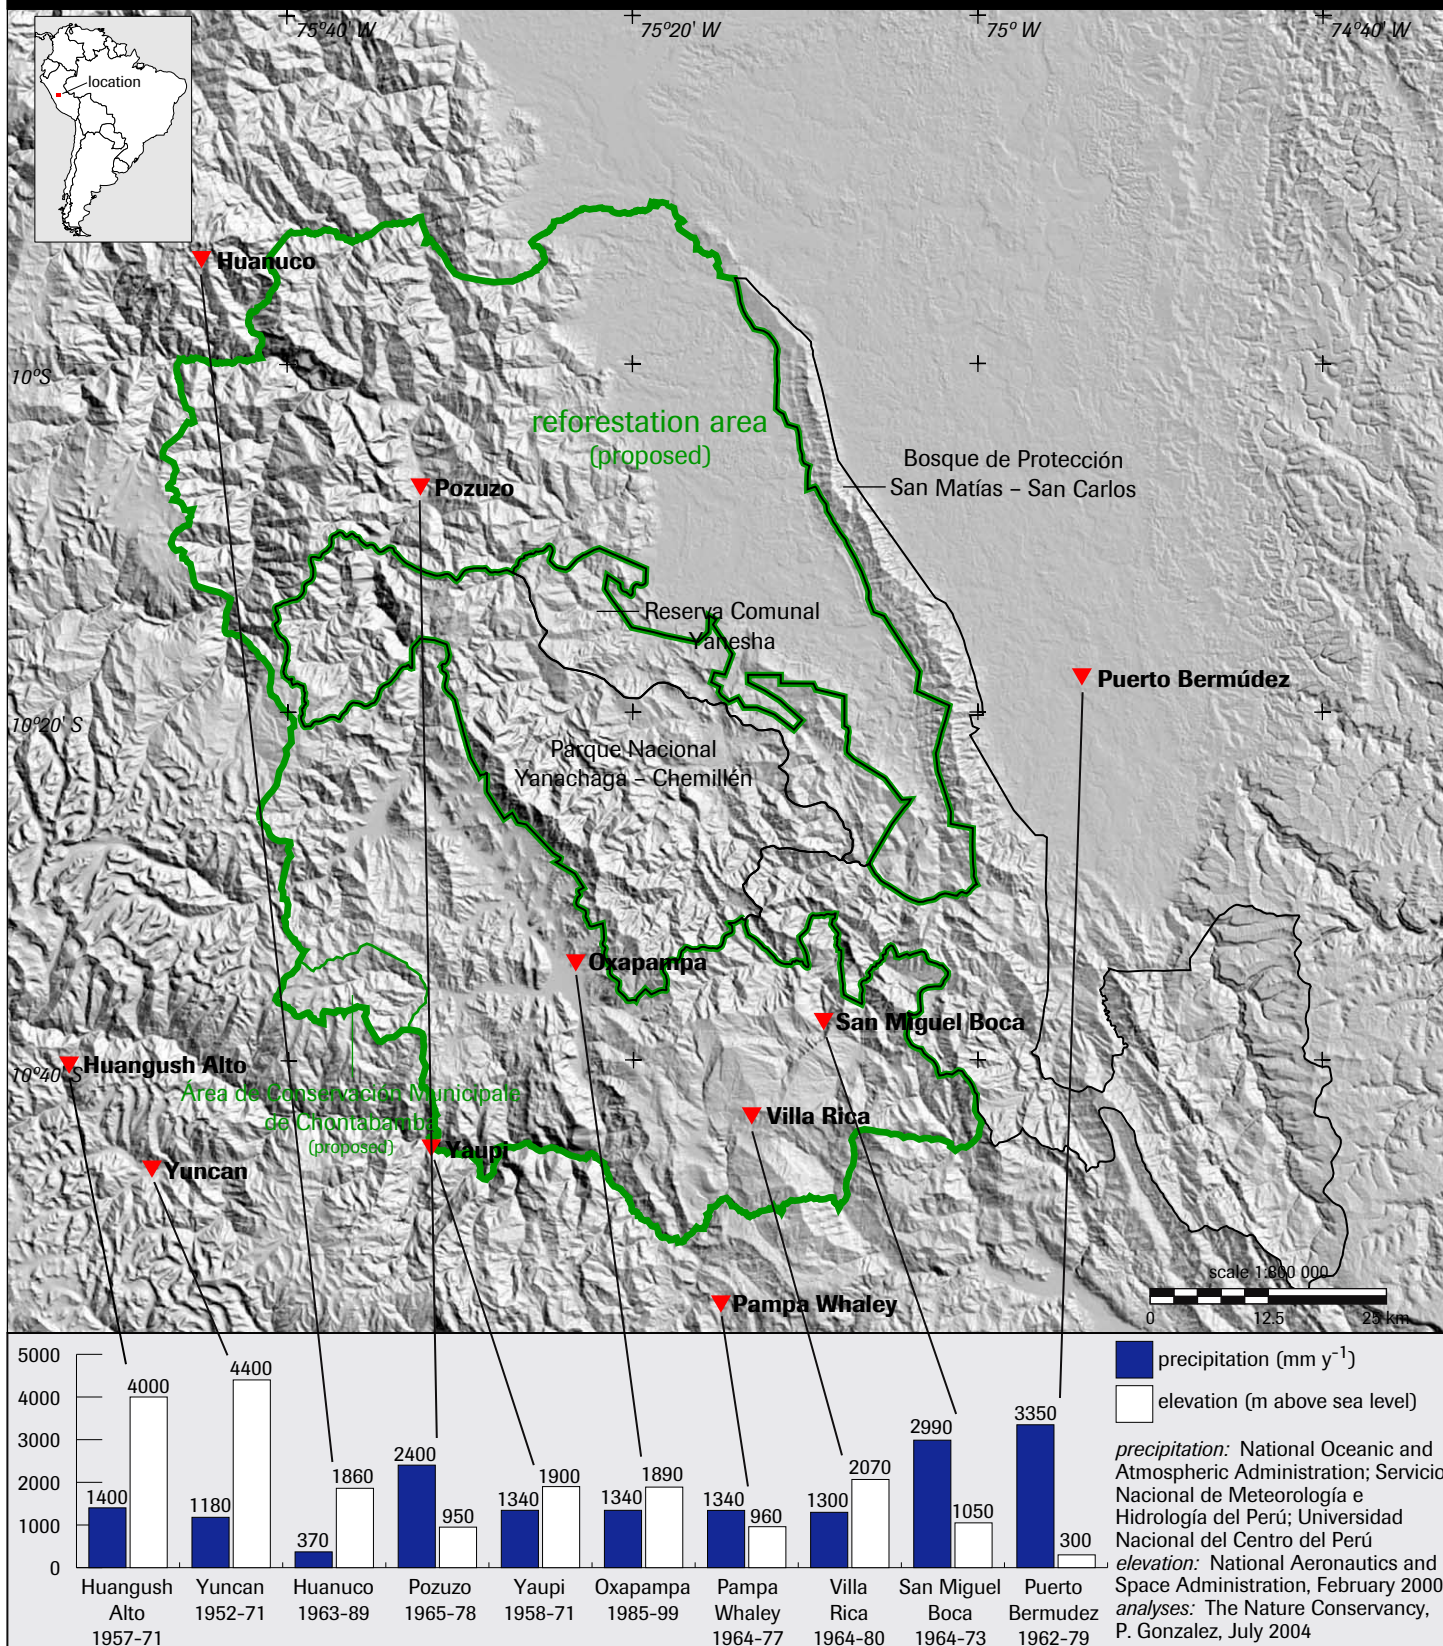 75°40' W
75°20' W
75° W
74°40' W
location
Huanuco
10°S
reforestation area
(proposed)
Bosque de Protección
San Matías – San Carlos
Pozuzo
Reserva Comunal
Yanesha
Puerto Bermúdez
10°20' S
Parque Nacional
Yanachaga – Chemillén
Oxapampa
San Miguel Boca
Huangush Alto
10°40' S
Área de Conservación Municipale
de Chontabamba
(proposed)
Villa Rica
Yaupi
Yuncan
scale 1:800 000
Pampa Whaley
0 12.5 25 km
5000
4000
3000
2000
1000
0
1400 4000
1180 4400
370 1860
2400 950
1340 1900
1340 1890
1340 960
1300 2070
2990 1050
3350 300
Huangush
Alto
1957-71
Yuncan
1952-71
Huanuco
1963-89
Pozuzo
1965-78
Yaupi
1958-71
Oxapampa
1985-99
Pampa
Whaley
1964-77
Villa
Rica
1964-80
San Miguel
Boca
1964-73
Puerto
Bermudez
1962-79
precipitation (mm y-1)
elevation (m above sea level)
precipitation: National Oceanic and
Atmospheric Administration; Servicio
Nacional de Meteorología e
Hidrología del Perú; Universidad
Nacional del Centro del Perú
elevation: National Aeronautics and
Space Administration, February 2000
analyses: The Nature Conservancy,
P. Gonzalez, July 2004